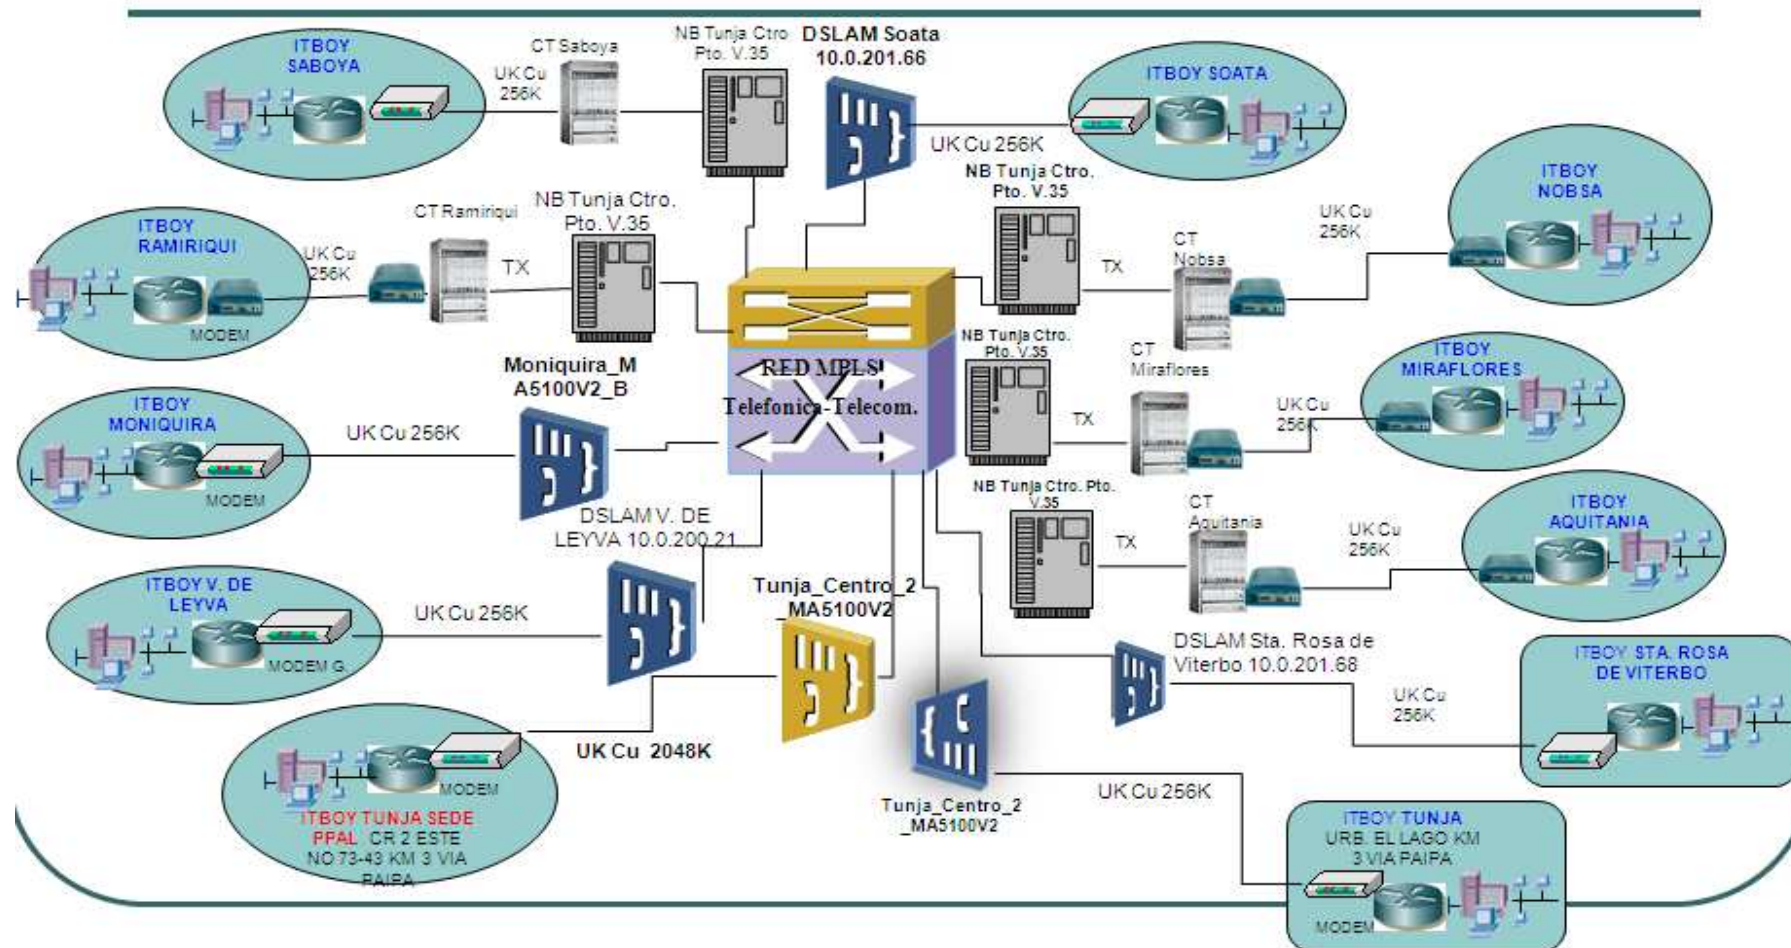 ITBOY
SABOYA
UK Cu
256K
CT Saboya
NB Tunja Ctro
Pto. V.35
DSLAM Soata
10.0.201.66
UK Cu 256K
ITBOY SOATA
ITBOY
RAMIRIQUI
MODEM
UK Cu
256K
CT Ramiriqui
TX
NB Tunja Ctro.
Pto. V.35
NB Tunja Ctro.
Pto. V.35
TX
CT
Nobsa
UK Cu
256K
ITBOY
NOBSA
RED MPLS
Telefonica-Telecom.
ITBOY
MONIQUIRA
MODEM
UK Cu 256K
Moniquira_M
A5100V2_B
NB Tunja Ctro.
Pto. V.35
TX
CT
Miraflores
UK Cu
256K
ITBOY
MIRAFLORES
ITBOY V. DE
LEYVA
MODEM G.
UK Cu 256K
DSLAM V. DE
LEYVA 10.0.200.21
NB Tunja Ctro. Pto.
V.35
TX
CT
Aquitania
UK Cu
256K
ITBOY
AQUITANIA
Tunja_Centro_2
_MA5100V2
UK Cu 2048K
MODEM
ITBOY TUNJA SEDE
PPAL CR 2 ESTE
NO 73-43 KM 3 VIA
PAIPA
DSLAM Sta. Rosa de
Viterbo 10.0.201.68
UK Cu
256K
ITBOY STA. ROSA
DE VITERBO
Tunja_Centro_2
_MA5100V2
UK Cu 256K
ITBOY TUNJA
URB. EL LAGO KM
3 VIA PAIPA
MODEM